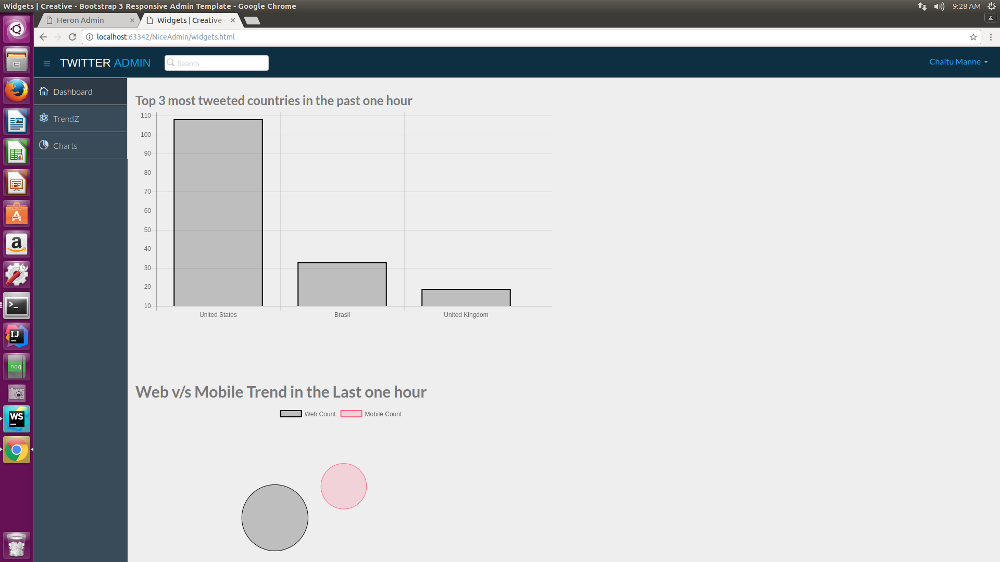 Widgets | Creative - Bootstrap 3 Responsive Admin Template - Google Chrome
9:28 AM
Heron Admin
Widgets | Creative -
localhost:63342/NiceAdmin/widgets.html
TWITTER ADMIN
Search
Chaitu Manne
Dashboard
TrendZ
Charts
Top 3 most tweeted countries in the past one hour
110
100
90
80
70
60
50
40
30
20
10
United States
Brasil
United Kingdom
Web v/s Mobile Trend in the Last one hour
Web Count
Mobile Count
A
a
>_
IJ
nqq
WS